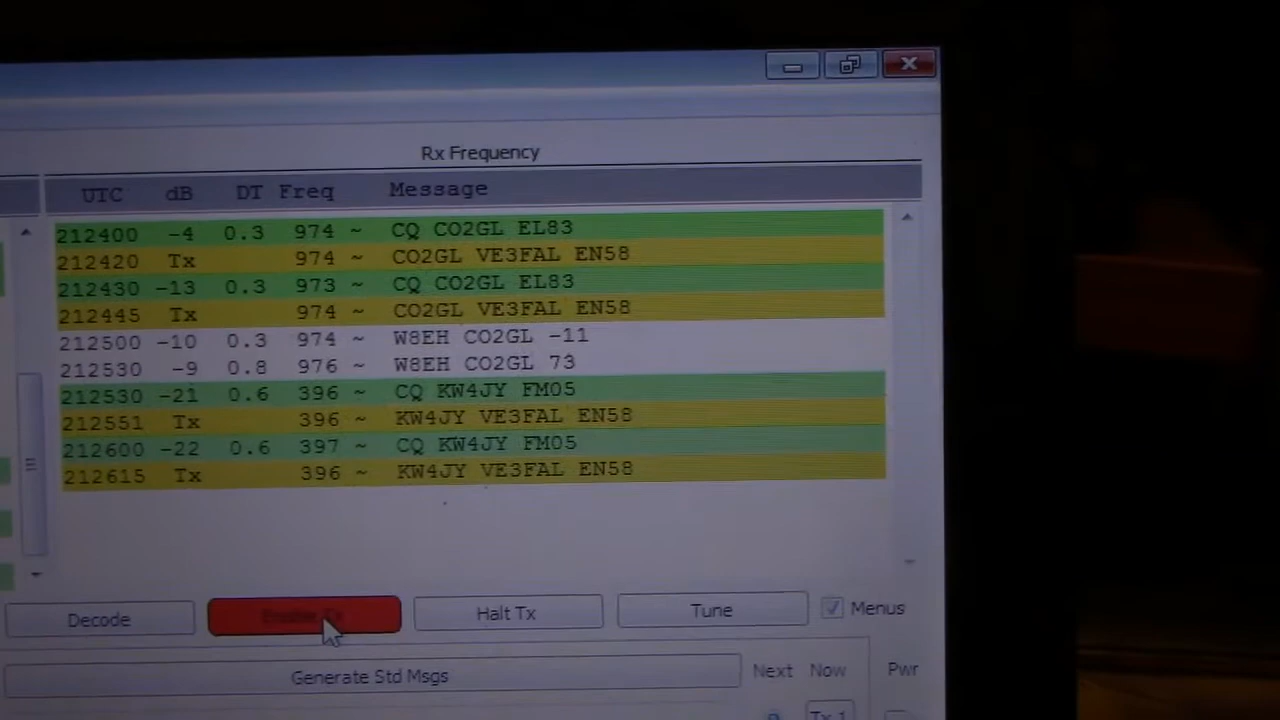 Rx Frequency
UTC dB DT Freq Message
212400 -4 0.3 974 ~ CQ CO2GL EL83
212420 Tx 974 ~ CO2GL VE3FAL EN58
212430 -13 0.3 973 ~ CQ CO2GL EL83
212445 Tx 974 ~ CO2GL VE3FAL EN58
212500 -10 0.3 974 ~ W8EH CO2GL -11
212530 -9 0.8 976 ~ W8EH CO2GL 73
212530 -21 0.6 396 ~ CQ KW4JY FM05
212551 Tx 396 ~ KW4JY VE3FAL EN58
212600 -22 0.6 397 ~ CQ KW4JY FM05
212615 Tx 396 ~ KW4JY VE3FAL EN58
Decode Enable Tx Halt Tx Tune Menus
Generate Std Msgs Next Now Pwr
Tx 1